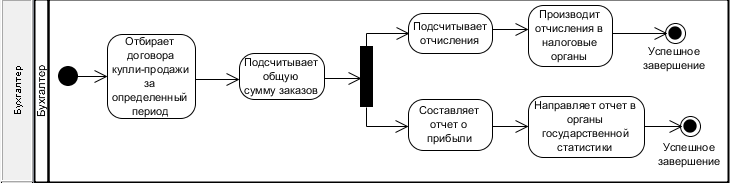 Бухгалтер
Бухгалтер
Отбирает
договора
купли-продажи
за
определенный
период
Подсчитывает
общую
сумму заказов
Подсчитывает
отчисления
Производит
отчисления в
налоговые
органы
Успешное
завершение
Составляет
отчет о
прибыли
Направляет отчет в
органы
государственной
статистики
Успешное
завершение